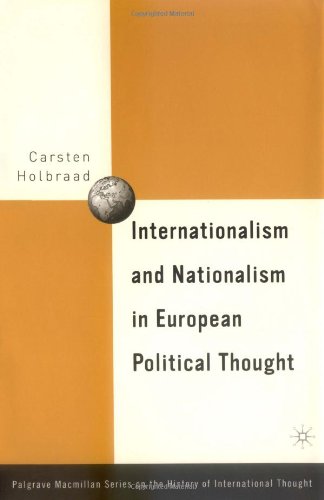 Carsten
Holbraad
Internationalism
and Nationalism
in European
Political Thought
Palgrave Macmillan Series on the History of International Thought